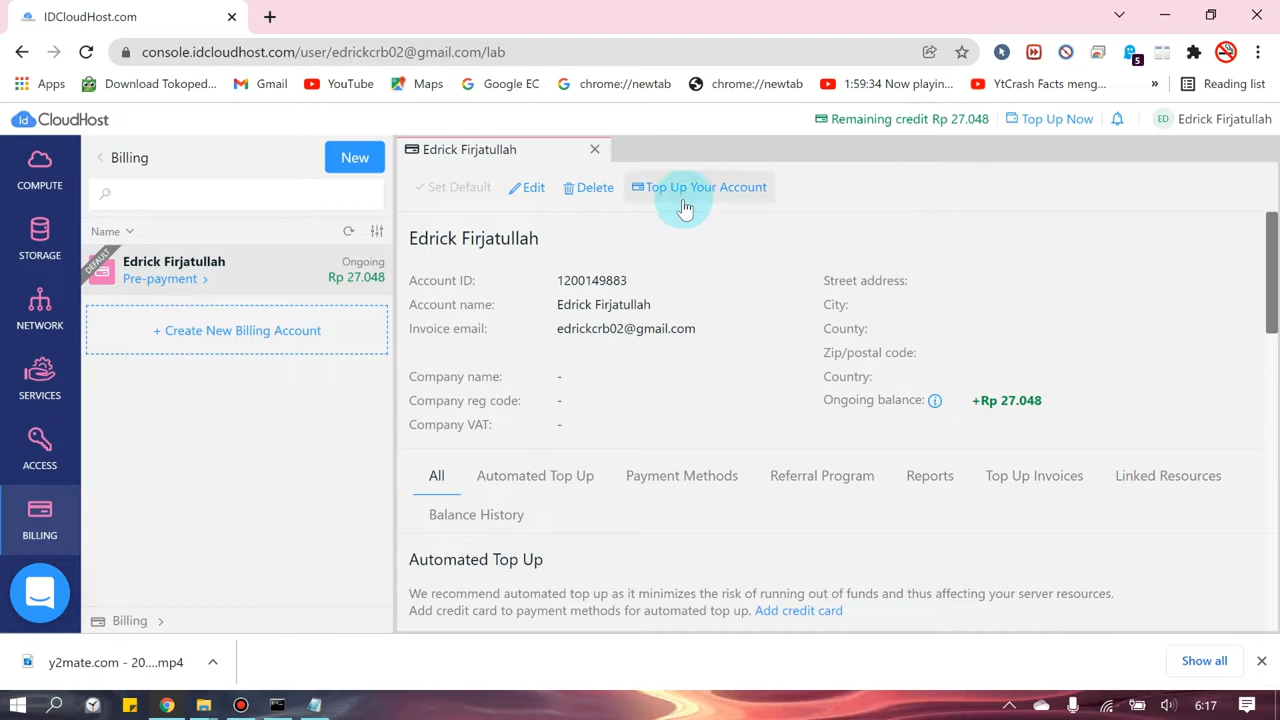 IDCloudHost.com
console.idcloudhost.com/user/edrickcrb02@gmail.com/lab
5
Apps
Download Tokoped...
Gmail
YouTube
Maps
Google EC
chrome://newtab
chrome://newtab
1:59:34 Now playin...
YtCrash Facts meng...
»
Reading list
Id CloudHost
Remaining credit Rp 27.048
Top Up Now
ED
Edrick Firjatullah
COMPUTE
STORAGE
NETWORK
SERVICES
ACCESS
BILLING
Billing
New
Name
DEFAULT
Edrick Firjatullah
Ongoing
Pre-payment
Rp 27.048
+ Create New Billing Account
Billing
Edrick Firjatullah
Set Default
Edit
Delete
Top Up Your Account
Edrick Firjatullah
Account ID: 1200149883
Account name: Edrick Firjatullah
Invoice email: edrickcrb02@gmail.com
Company name: -
Company reg code: -
Company VAT: -
Street address:
City:
County:
Zip/postal code:
Country:
Ongoing balance: +Rp 27.048
All
Automated Top Up
Payment Methods
Referral Program
Reports
Top Up Invoices
Linked Resources
Balance History
Automated Top Up
We recommend automated top up as it minimizes the risk of running out of funds and thus affecting your server resources.
Add credit card to payment methods for automated top up. Add credit card
y2mate.com - 20....mp4
Show all
6:17